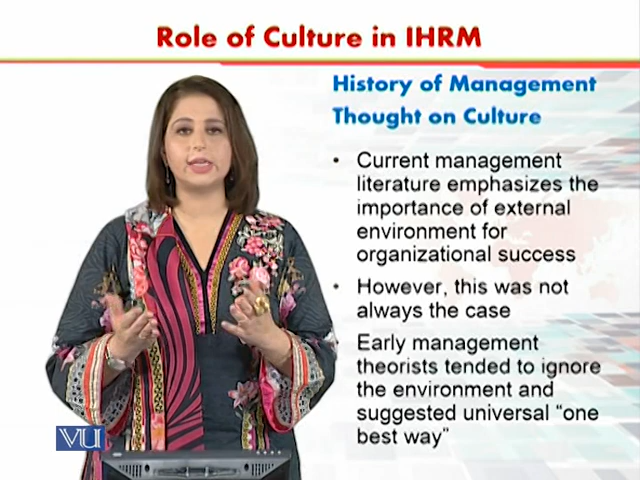 Role of Culture in IHRM
History of Management
Thought on Culture
• Current management
literature emphasizes the
importance of external
environment for
organizational success
• However, this was not
always the case
Early management
theorists tended to ignore
the environment and
suggested universal “one
best way”
VU